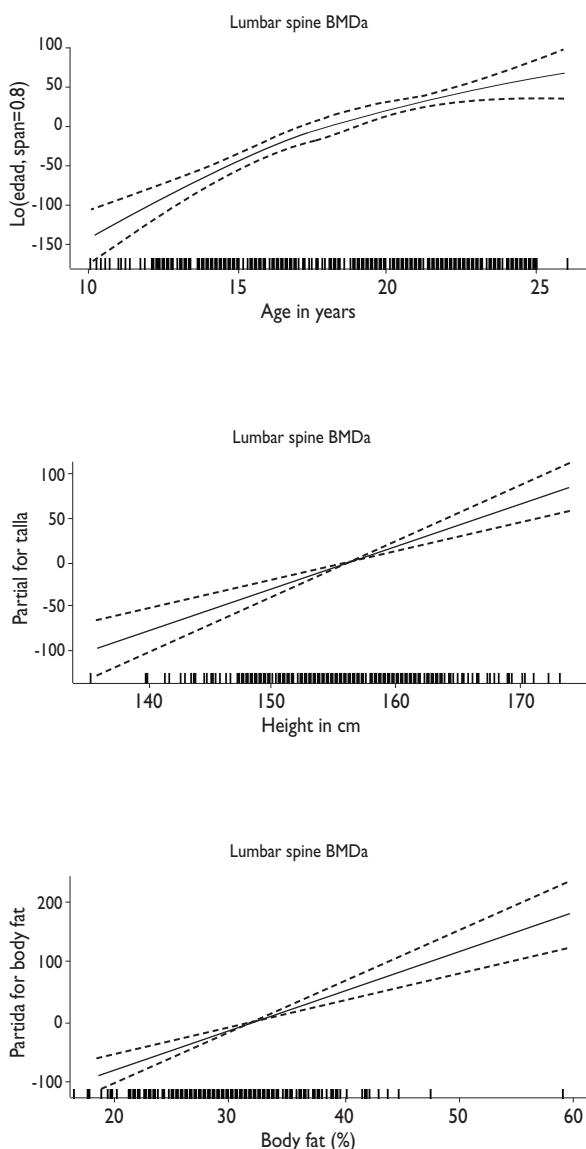 Lumbar spine BMDa
Lo(edad, span=0.8)
100
50
0
-50
-100
-150
10 15 20 25
Age in years
Lumbar spine BMDa
Partial for talla
100
50
0
-50
-100
140 150 160 170
Height in cm
Lumbar spine BMDa
Partida for body fat
200
100
0
-100
20 30 40 50 60
Body fat (%)